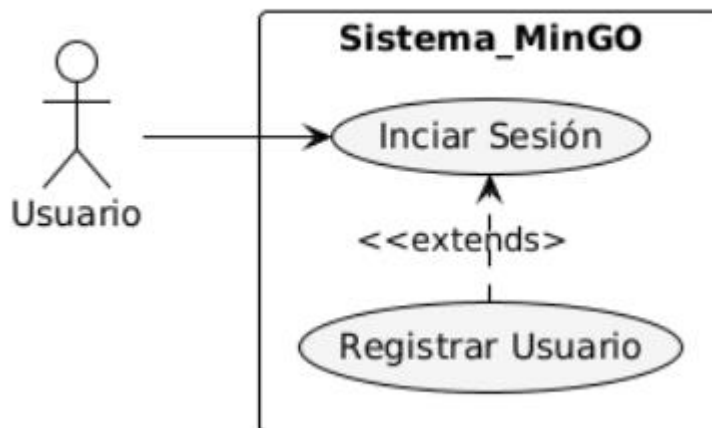 Sistema_MinGO
Inciar Sesión
Usuario
<<extends>
Registrar Usuario